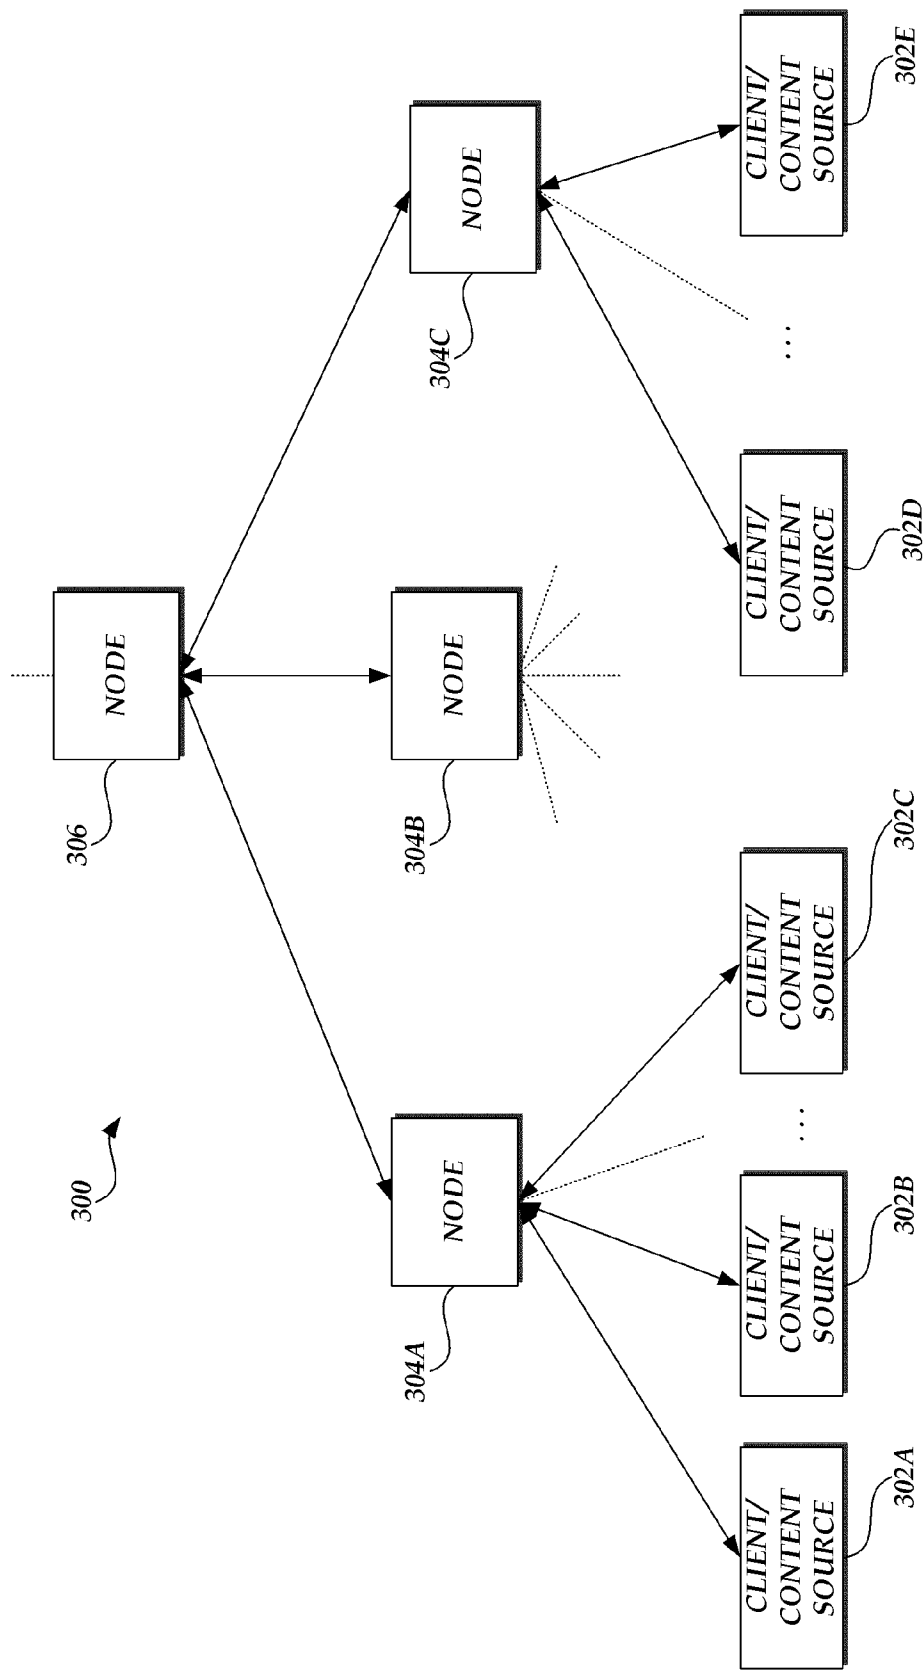 300
306
NODE
304A
NODE
304B
NODE
304C
NODE
CLIENT/
CONTENT
SOURCE
302A
CLIENT/
CONTENT
SOURCE
302B
...
CLIENT/
CONTENT
SOURCE
302C
CLIENT/
CONTENT
SOURCE
302D
...
CLIENT/
CONTENT
SOURCE
302E